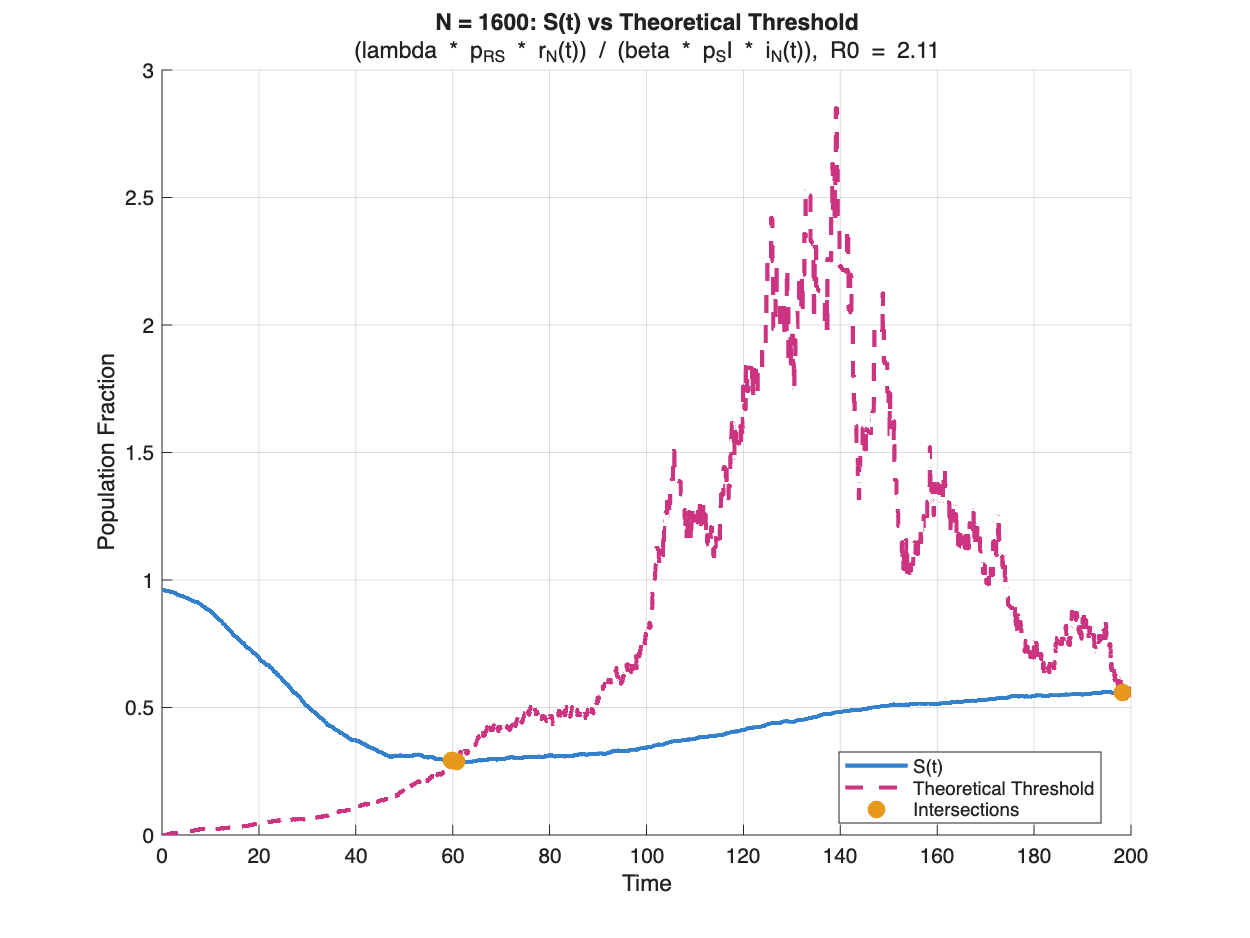 N = 1600: S(t) vs Theoretical Threshold
(lambda * pRS * rN(t)) / (beta * pSI * iN(t)), R0 = 2.11
3
2.5
2
1.5
1
0.5
0
Population Fraction
0 20 40 60 80 100 120 140 160 180 200
Time
S(t)
Theoretical Threshold
Intersections